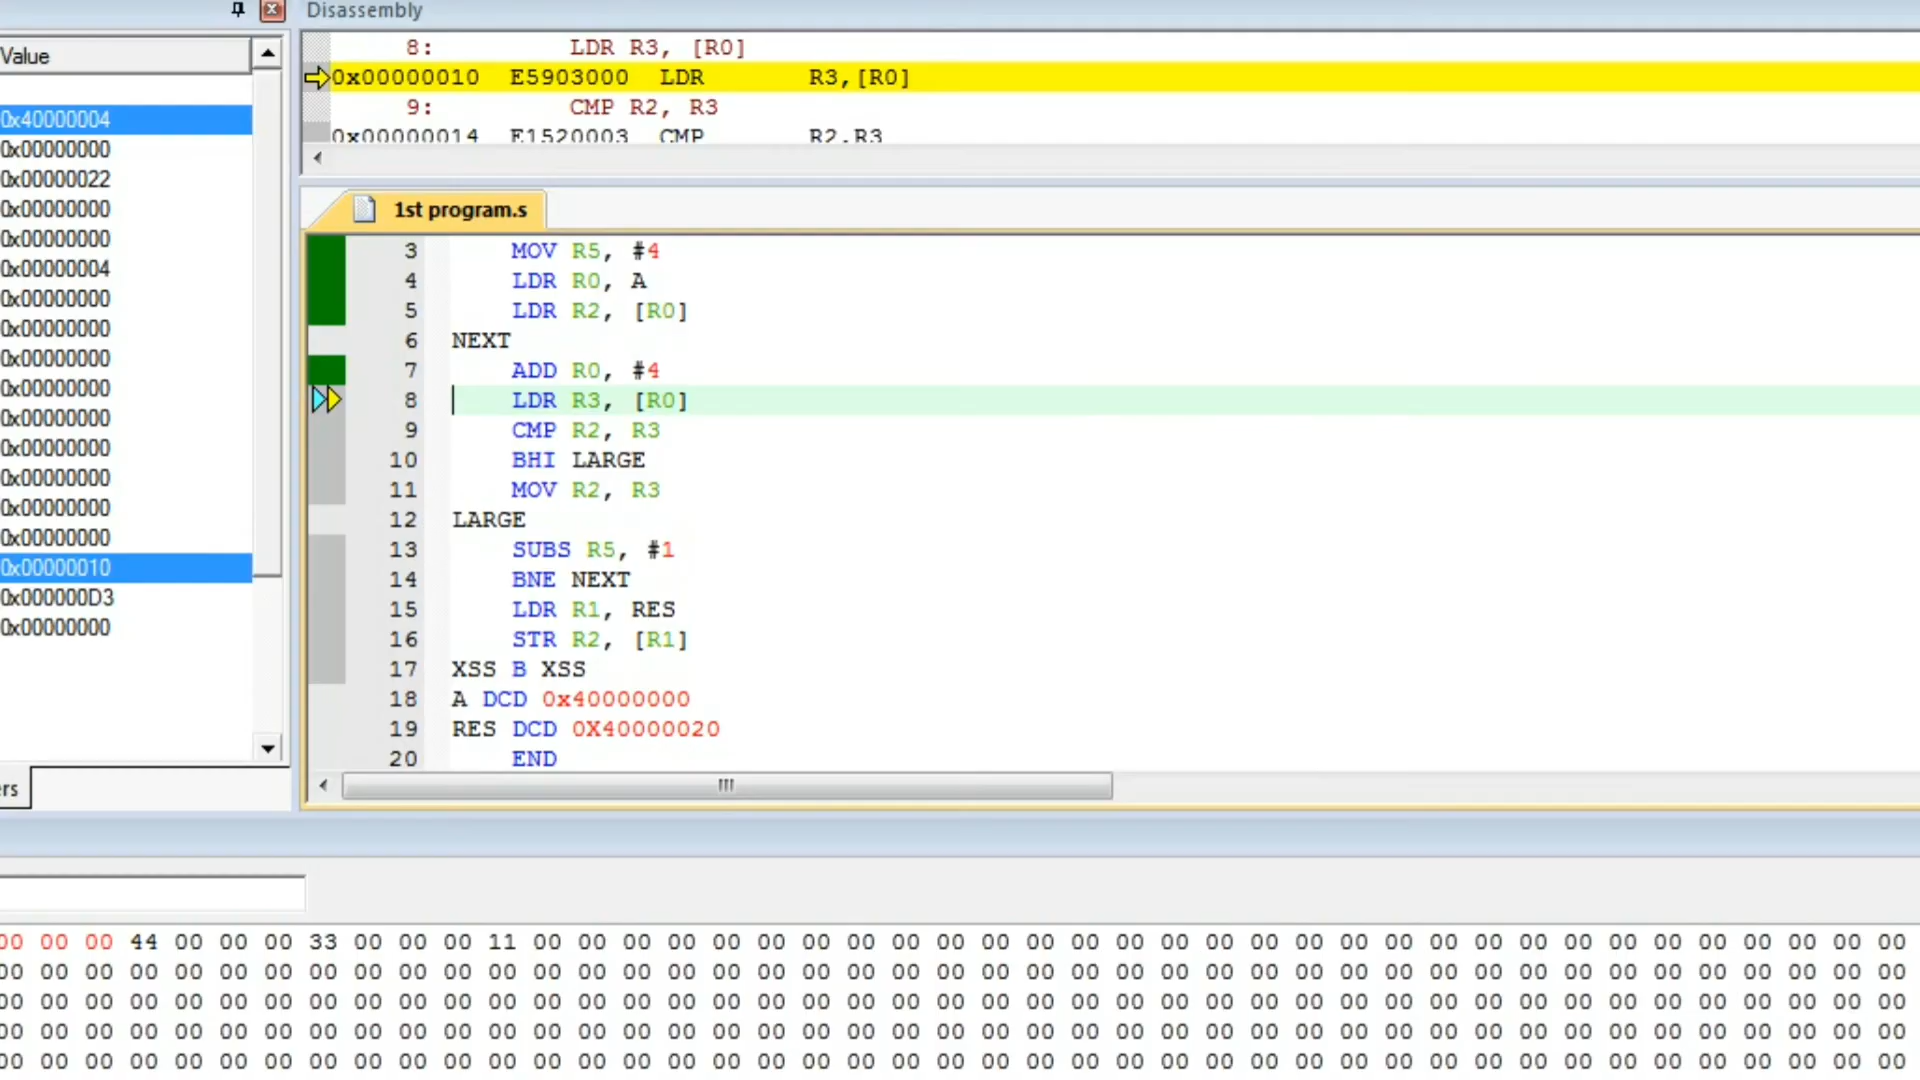 Disassembly
Value
0x40000004
0x00000000
0x00000022
0x00000000
0x00000000
0x00000004
0x00000000
0x00000000
0x00000000
0x00000000
0x00000000
0x00000000
0x00000000
0x00000000
0x00000000
0x00000010
0x000000D3
0x00000000
ers
8: LDR R3, [R0]
0x00000010 E5903000 LDR R3,[R0]
9: CMP R2, R3
0x00000014 E1520003 CMP R2,R3
1st program.s
3 MOV R5, #4
4 LDR R0, A
5 LDR R2, [R0]
6 NEXT
7 ADD R0, #4
8 LDR R3, [R0]
9 CMP R2, R3
10 BHI LARGE
11 MOV R2, R3
12 LARGE
13 SUBS R5, #1
14 BNE NEXT
15 LDR R1, RES
16 STR R2, [R1]
17 XSS B XSS
18 A DCD 0x40000000
19 RES DCD 0X40000020
20 END
00 00 00 44 00 00 00 33 00 00 00 11 00 00 00 00 00 00 00 00 00 00 00 00 00 00 00 00 00 00 00 00 00 00 00 00 00 00 00 00 00 00 00
00 00 00 00 00 00 00 00 00 00 00 00 00 00 00 00 00 00 00 00 00 00 00 00 00 00 00 00 00 00 00 00 00 00 00 00 00 00 00 00 00 00 00
00 00 00 00 00 00 00 00 00 00 00 00 00 00 00 00 00 00 00 00 00 00 00 00 00 00 00 00 00 00 00 00 00 00 00 00 00 00 00 00 00 00 00
00 00 00 00 00 00 00 00 00 00 00 00 00 00 00 00 00 00 00 00 00 00 00 00 00 00 00 00 00 00 00 00 00 00 00 00 00 00 00 00 00 00 00
00 00 00 00 00 00 00 00 00 00 00 00 00 00 00 00 00 00 00 00 00 00 00 00 00 00 00 00 00 00 00 00 00 00 00 00 00 00 00 00 00 00 00